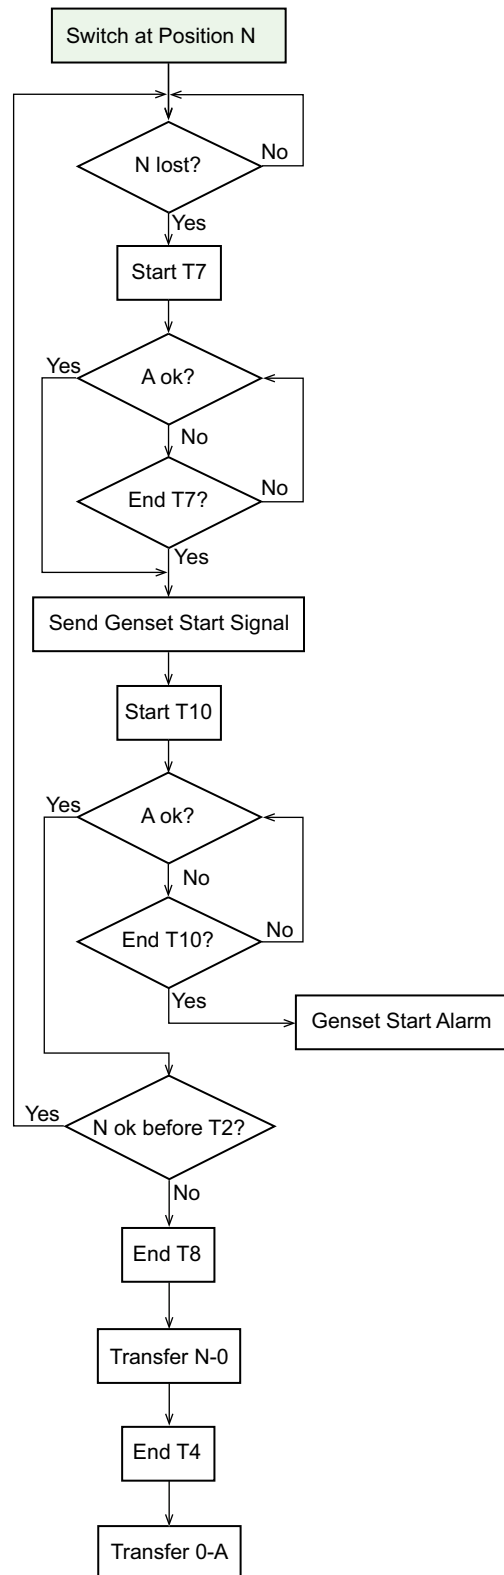 Switch at Position N
N lost?
No
Yes
Start T7
Yes
A ok?
No
No
End T7?
Yes
Send Genset Start Signal
Start T10
Yes
A ok?
No
No
End T10?
Yes
Genset Start Alarm
Yes
N ok before T2?
No
End T8
Transfer N-0
End T4
Transfer 0-A